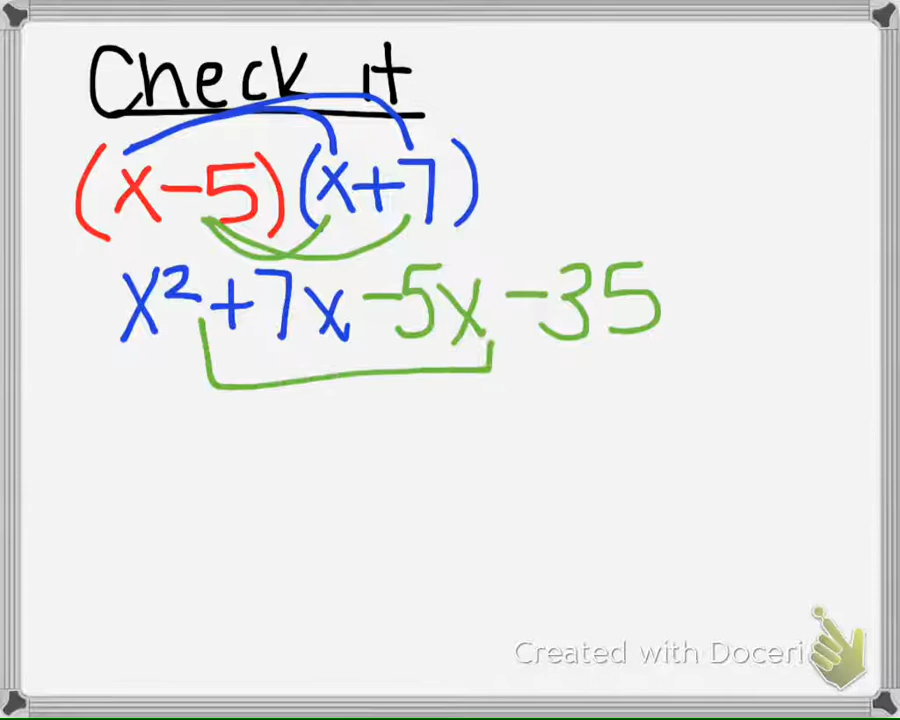 Check it
(x-5)(x+7)
x²+7x-5x-35
Created with Doceri